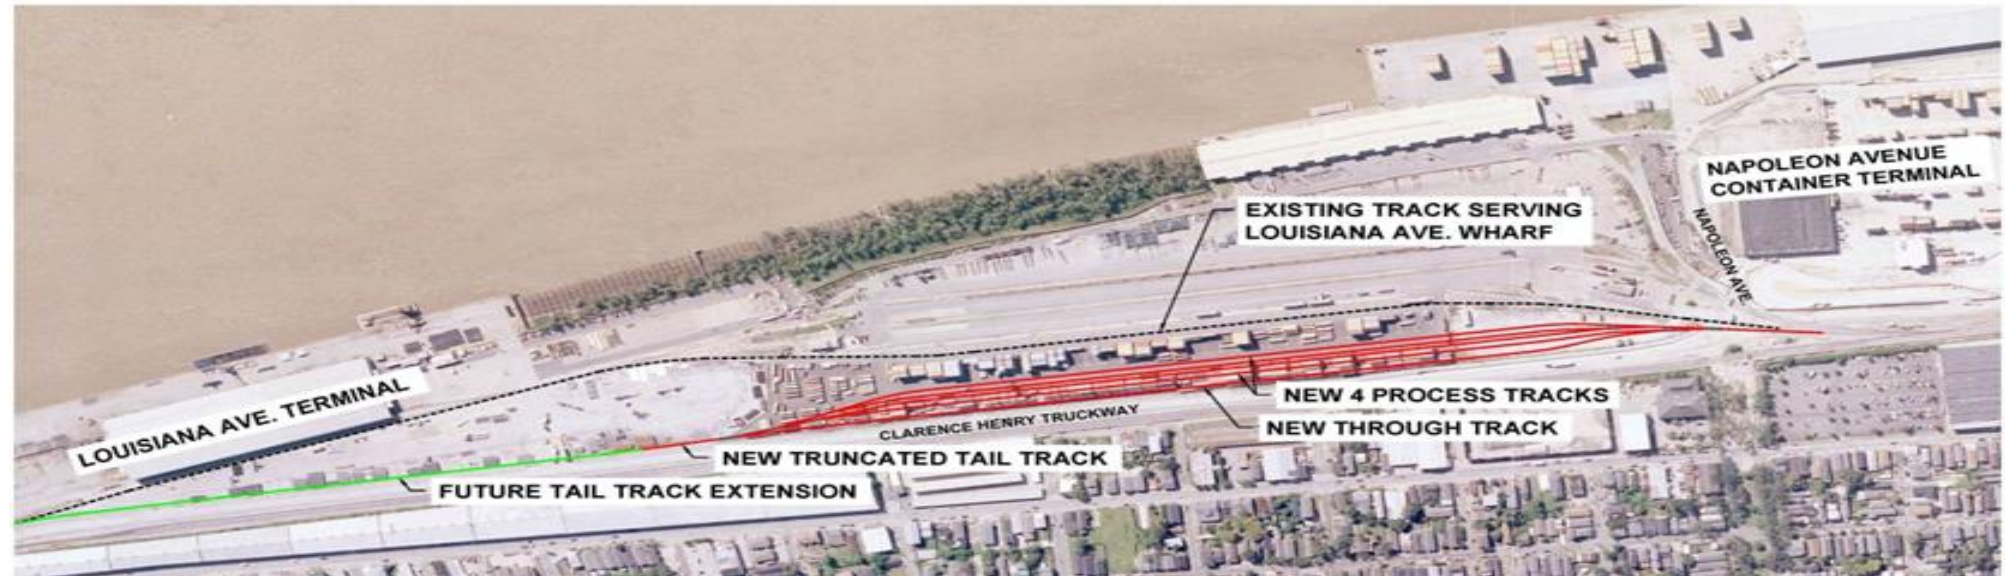 NAPOLEON AVENUE
CONTAINER TERMINAL
EXISTING TRACK SERVING
LOUISIANA AVE. WHARF
NAPOLEON AVE.
LOUISIANA AVE. TERMINAL
NEW 4 PROCESS TRACKS
CLARENCE HENRY TRUCKWAY
NEW THROUGH TRACK
NEW TRUNCATED TAIL TRACK
FUTURE TAIL TRACK EXTENSION